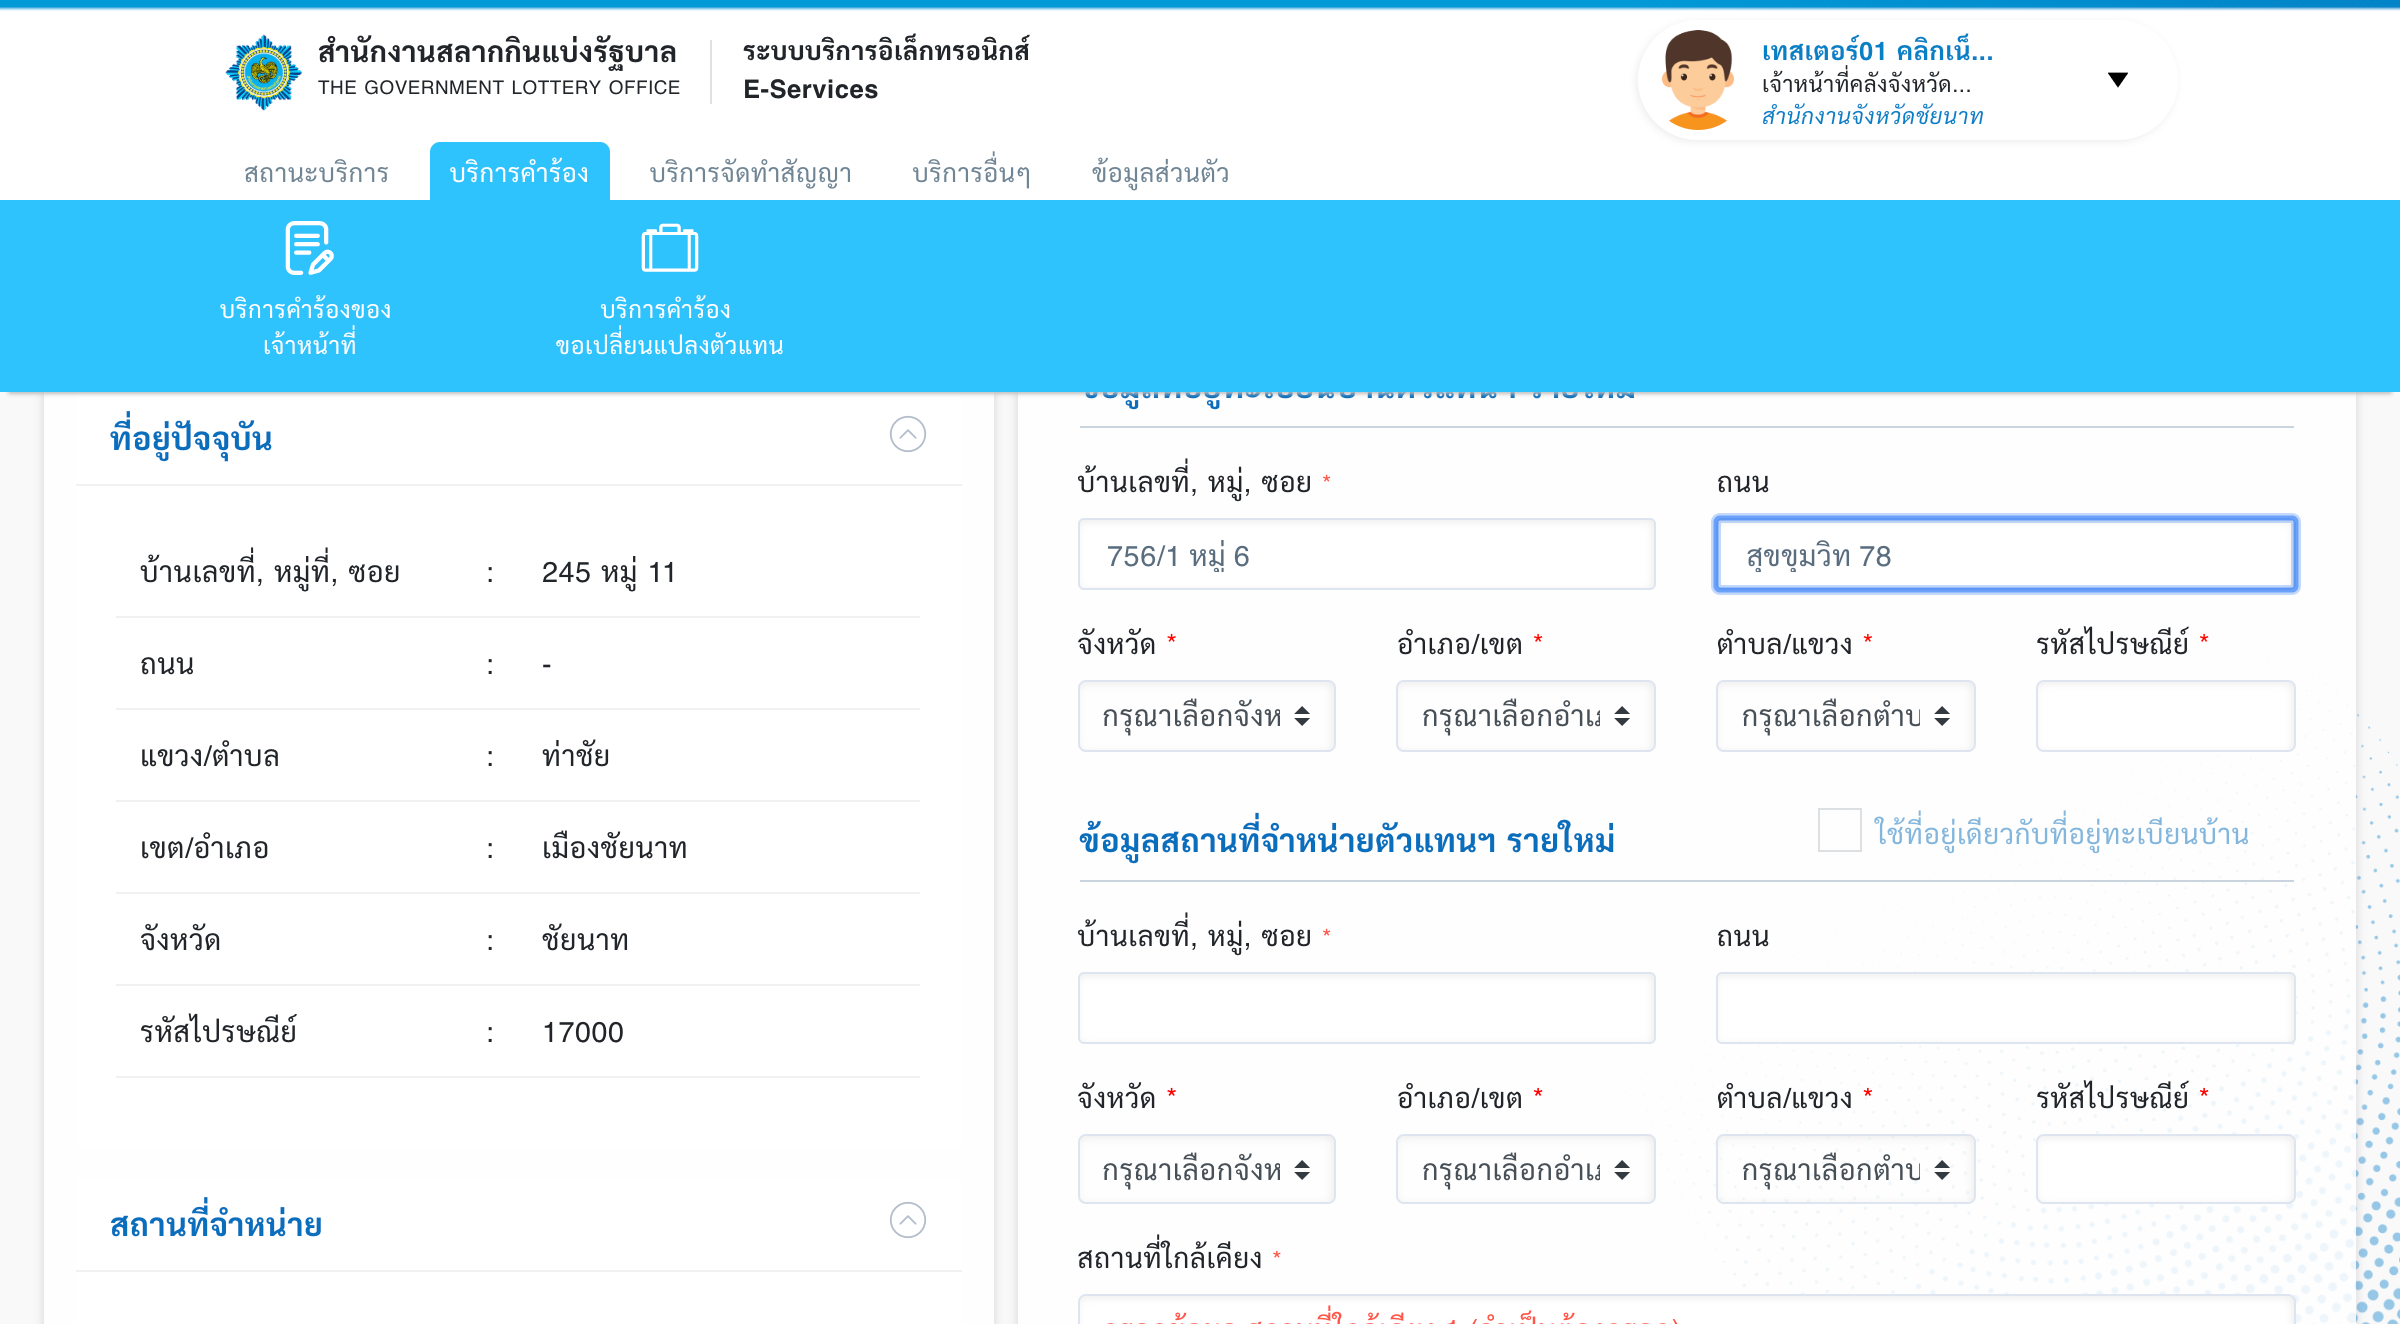 สำนักงานสลากกินแบ่งรัฐบาล
THE GOVERNMENT LOTTERY OFFICE
ระบบบริการอิเล็กทรอนิกส์
E-Services
เทสเตอร์01 คลิกเน็...
เจ้าหน้าที่คลังจังหวัด...
สำนักงานจังหวัดชัยนาท
สถานะบริการ
บริการคำร้อง
บริการจัดทำสัญญา
บริการอื่นๆ
ข้อมูลส่วนตัว
บริการคำร้องของ
เจ้าหน้าที่
บริการคำร้อง
ขอเปลี่ยนแปลงตัวแทน
ที่อยู่ปัจจุบัน
บ้านเลขที่, หมู่ที่, ซอย : 245 หมู่ 11
ถนน : -
แขวง/ตำบล : ท่าชัย
เขต/อำเภอ : เมืองชัยนาท
จังหวัด : ชัยนาท
รหัสไปรษณีย์ : 17000
สถานที่จำหน่าย
บ้านเลขที่, หมู่, ซอย *
ถนน
756/1 หมู่ 6
สุขขุมวิท 78
จังหวัด *
อำเภอ/เขต *
ตำบล/แขวง *
รหัสไปรษณีย์ *
กรุณาเลือกจังห
กรุณาเลือกอำเภ
กรุณาเลือกตำบ
ข้อมูลสถานที่จำหน่ายตัวแทนฯ รายใหม่
ใช้ที่อยู่เดียวกับที่อยู่ทะเบียนบ้าน
บ้านเลขที่, หมู่, ซอย *
ถนน
จังหวัด *
อำเภอ/เขต *
ตำบล/แขวง *
รหัสไปรษณีย์ *
กรุณาเลือกจังห
กรุณาเลือกอำเภ
กรุณาเลือกตำบ
สถานที่ใกล้เคียง *